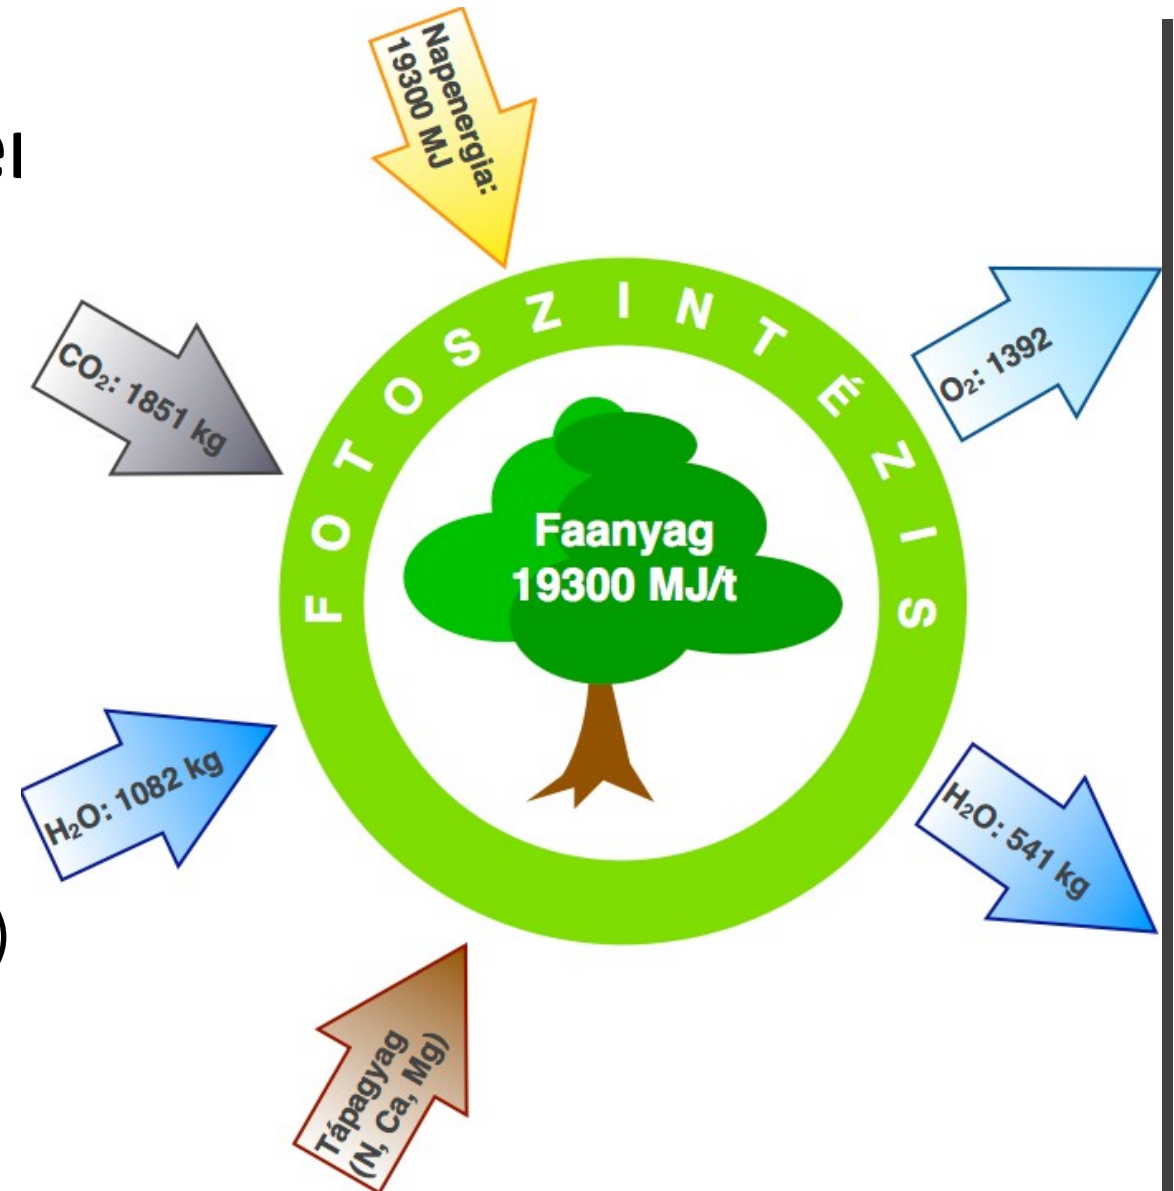 Napenergia:
19300 MJ
el
CO₂: 1851 kg
O₂: 1392
FOTOSZINTÉZIS
Faanyag
19300 MJ/t
H₂O: 1082 kg
H₂O: 541 kg
)
Tápagyag
(N, Ca, Mg)